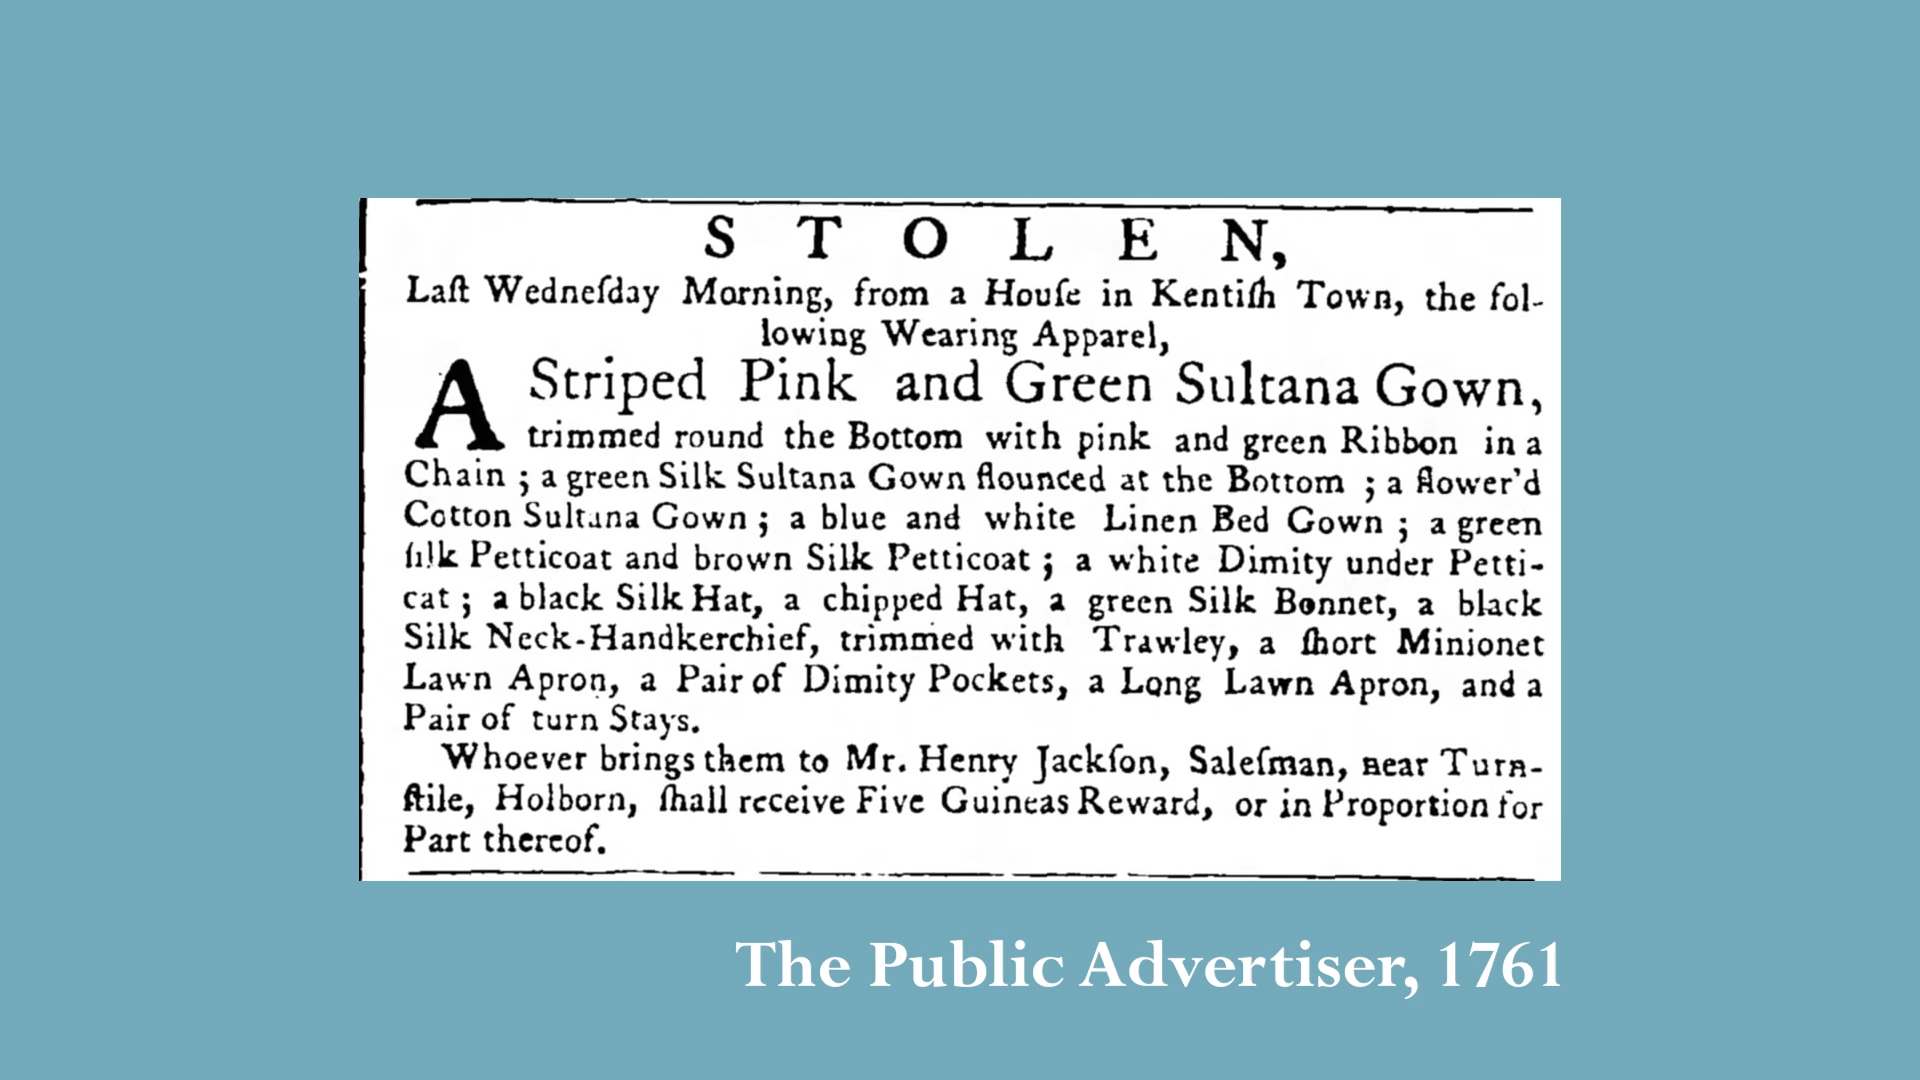 STOLEN,
Laſt Wedneſday Morning, from a Houſe in Kentiſh Town, the fol-
lowing Wearing Apparel,
A Striped Pink and Green Sultana Gown,
trimmed round the Bottom with pink and green Ribbon in a
Chain ; a green Silk Sultana Gown flounced at the Bottom ; a flower'd
Cotton Sultana Gown ; a blue and white Linen Bed Gown ; a green
ſilk Petticoat and brown Silk Petticoat ; a white Dimity under Petti-
cat ; a black Silk Hat, a chipped Hat, a green Silk Bonnet, a black
Silk Neck-Handkerchief, trimmed with Trawley, a ſhort Minionet
Lawn Apron, a Pair of Dimity Pockets, a Long Lawn Apron, and a
Pair of turn Stays.
Whoever brings them to Mr. Henry Jackſon, Saleſman, near Turn-
ſtile, Holborn, ſhall receive Five Guineas Reward, or in Proportion for
Part thereof.
The Public Advertiser, 1761